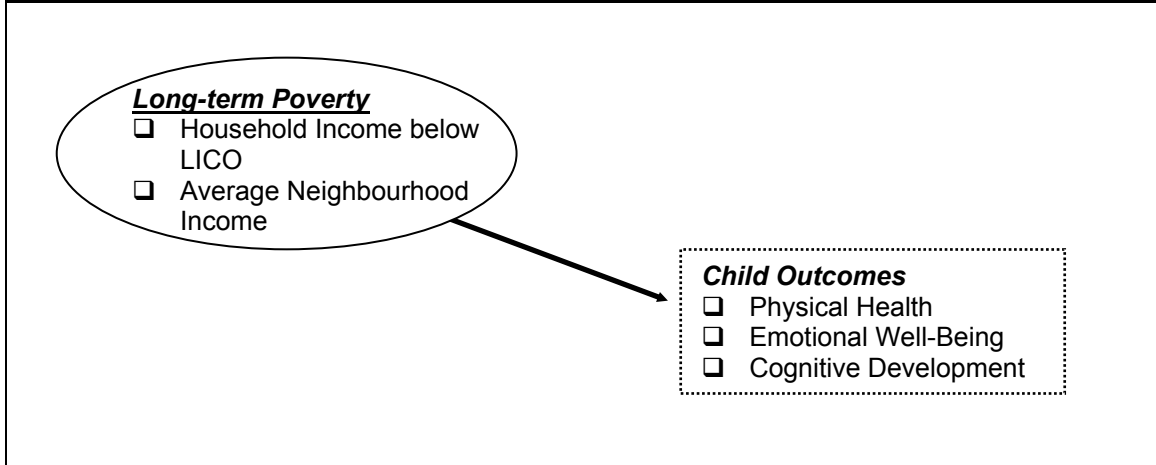 Long-term Poverty
❑ Household Income below
LICO
❑ Average Neighbourhood
Income
Child Outcomes
❑ Physical Health
❑ Emotional Well-Being
❑ Cognitive Development